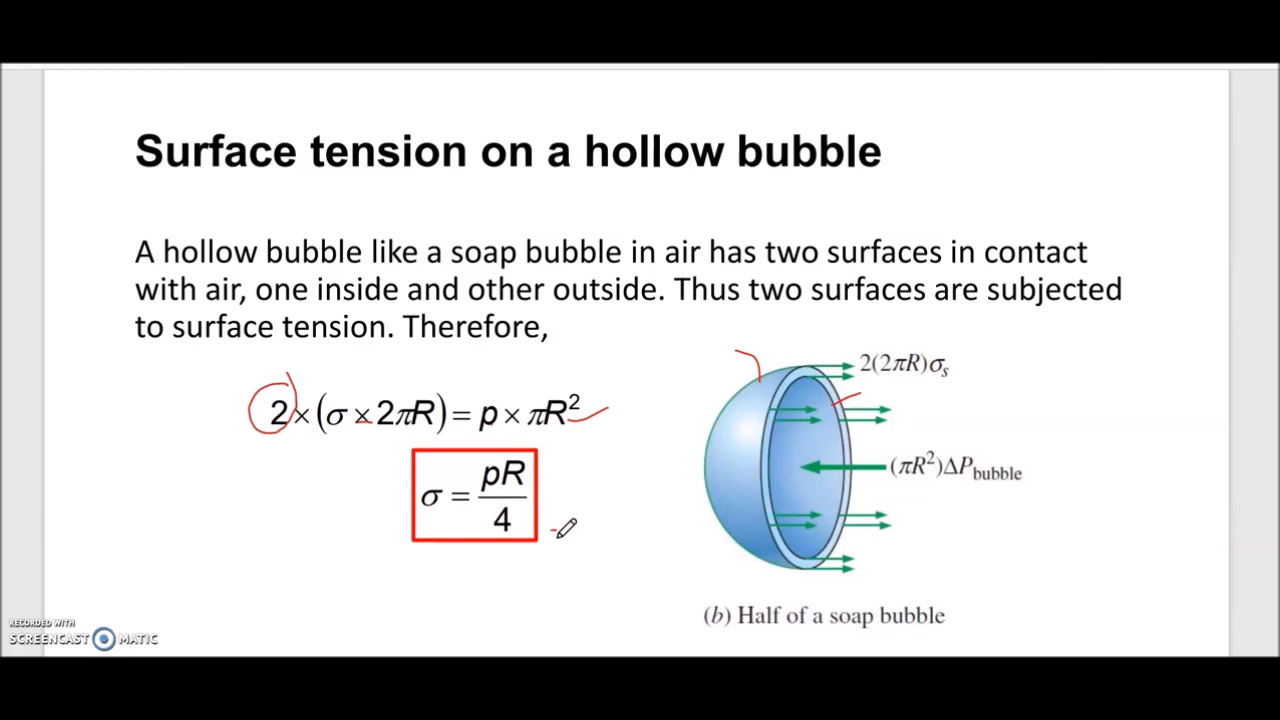 Surface tension on a hollow bubble
A hollow bubble like a soap bubble in air has two surfaces in contact
with air, one inside and other outside. Thus two surfaces are subjected
to surface tension. Therefore,
2×(σ×2πR)=p×πR²
σ = pR/4
2(2πR)σₛ
(πR²)ΔP_bubble
(b) Half of a soap bubble
RECORDED WITH
SCREENCAST MATIC